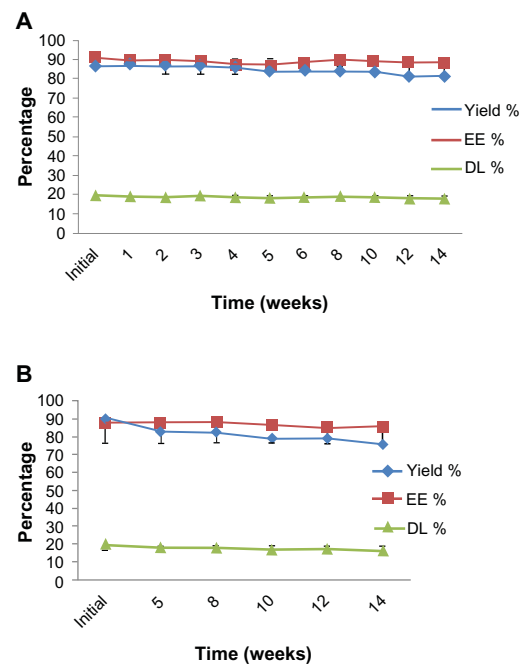 A
100
90
80
70
60
50
40
30
20
10
0
Percentage
Yield %
EE %
DL %
Initial 1 2 3 4 5 6 8 10 12 14
Time (weeks)
B
100
90
80
70
60
50
40
30
20
10
0
Percentage
Yield %
EE %
DL %
Initial 5 8 10 12 14
Time (weeks)